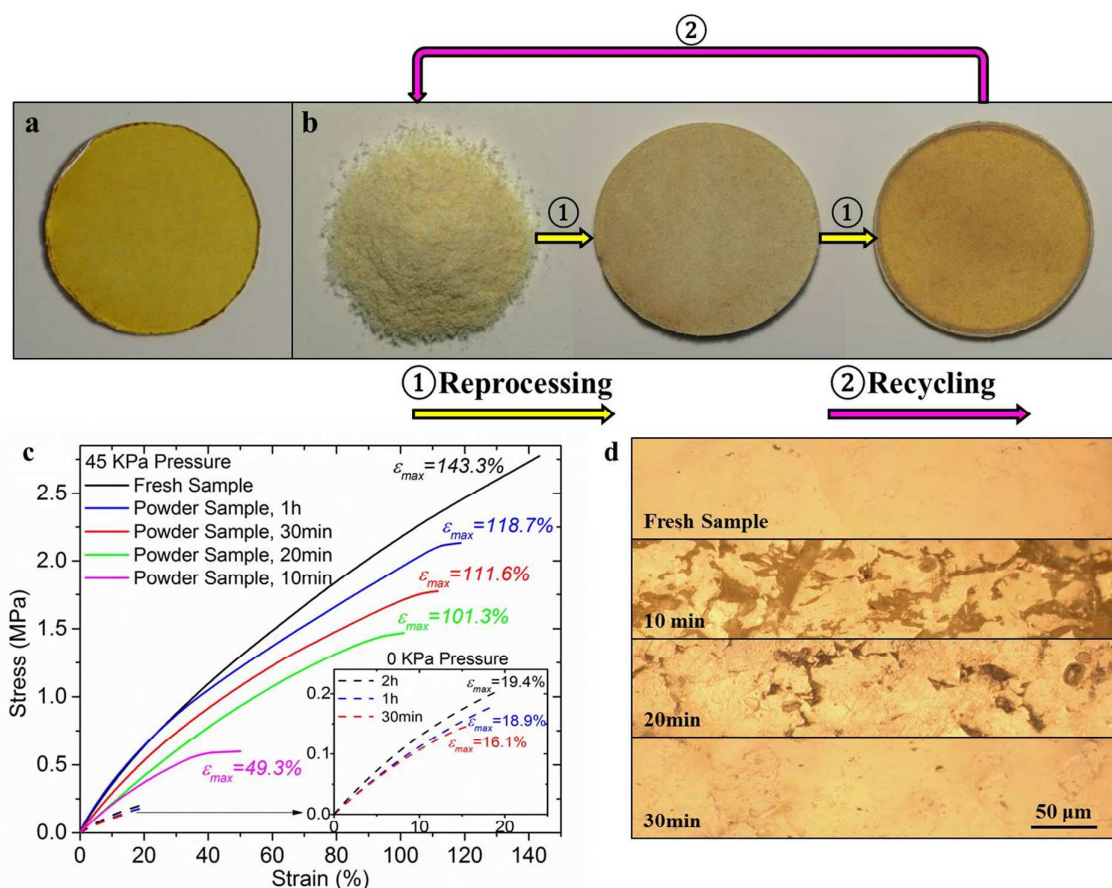 ②
a
b
①
①
① Reprocessing
② Recycling
c
45 KPa Pressure
Fresh Sample
Powder Sample, 1h
Powder Sample, 30min
Powder Sample, 20min
Powder Sample, 10min
εmax=143.3%
εmax=118.7%
εmax=111.6%
εmax=101.3%
εmax=49.3%
0 KPa Pressure
2h
1h
30min
εmax=19.4%
εmax=18.9%
εmax=16.1%
0.2
0.1
0.0
0 10 20
2.5
2.0
1.5
1.0
0.5
0.0
0 20 40 60 80 100 120 140
Stress (MPa)
Strain (%)
d
Fresh Sample
10 min
20min
30min
50 μm